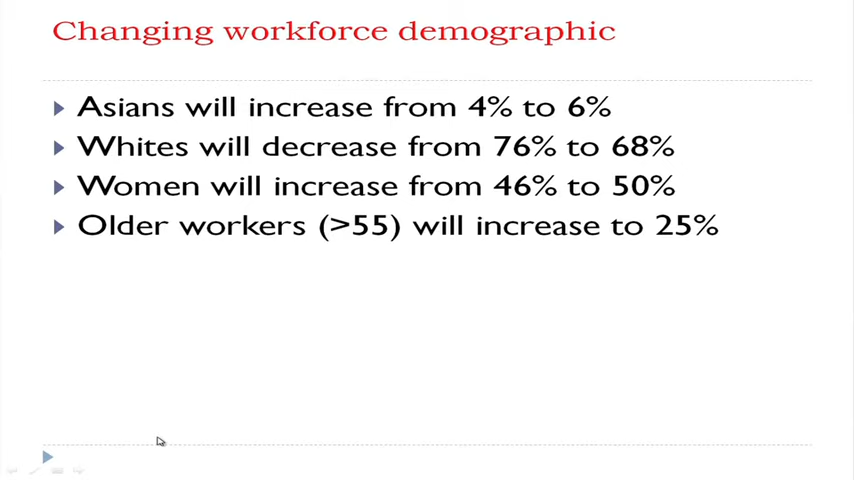 Changing workforce demographic
Asians will increase from 4% to 6%
Whites will decrease from 76% to 68%
Women will increase from 46% to 50%
Older workers (>55) will increase to 25%